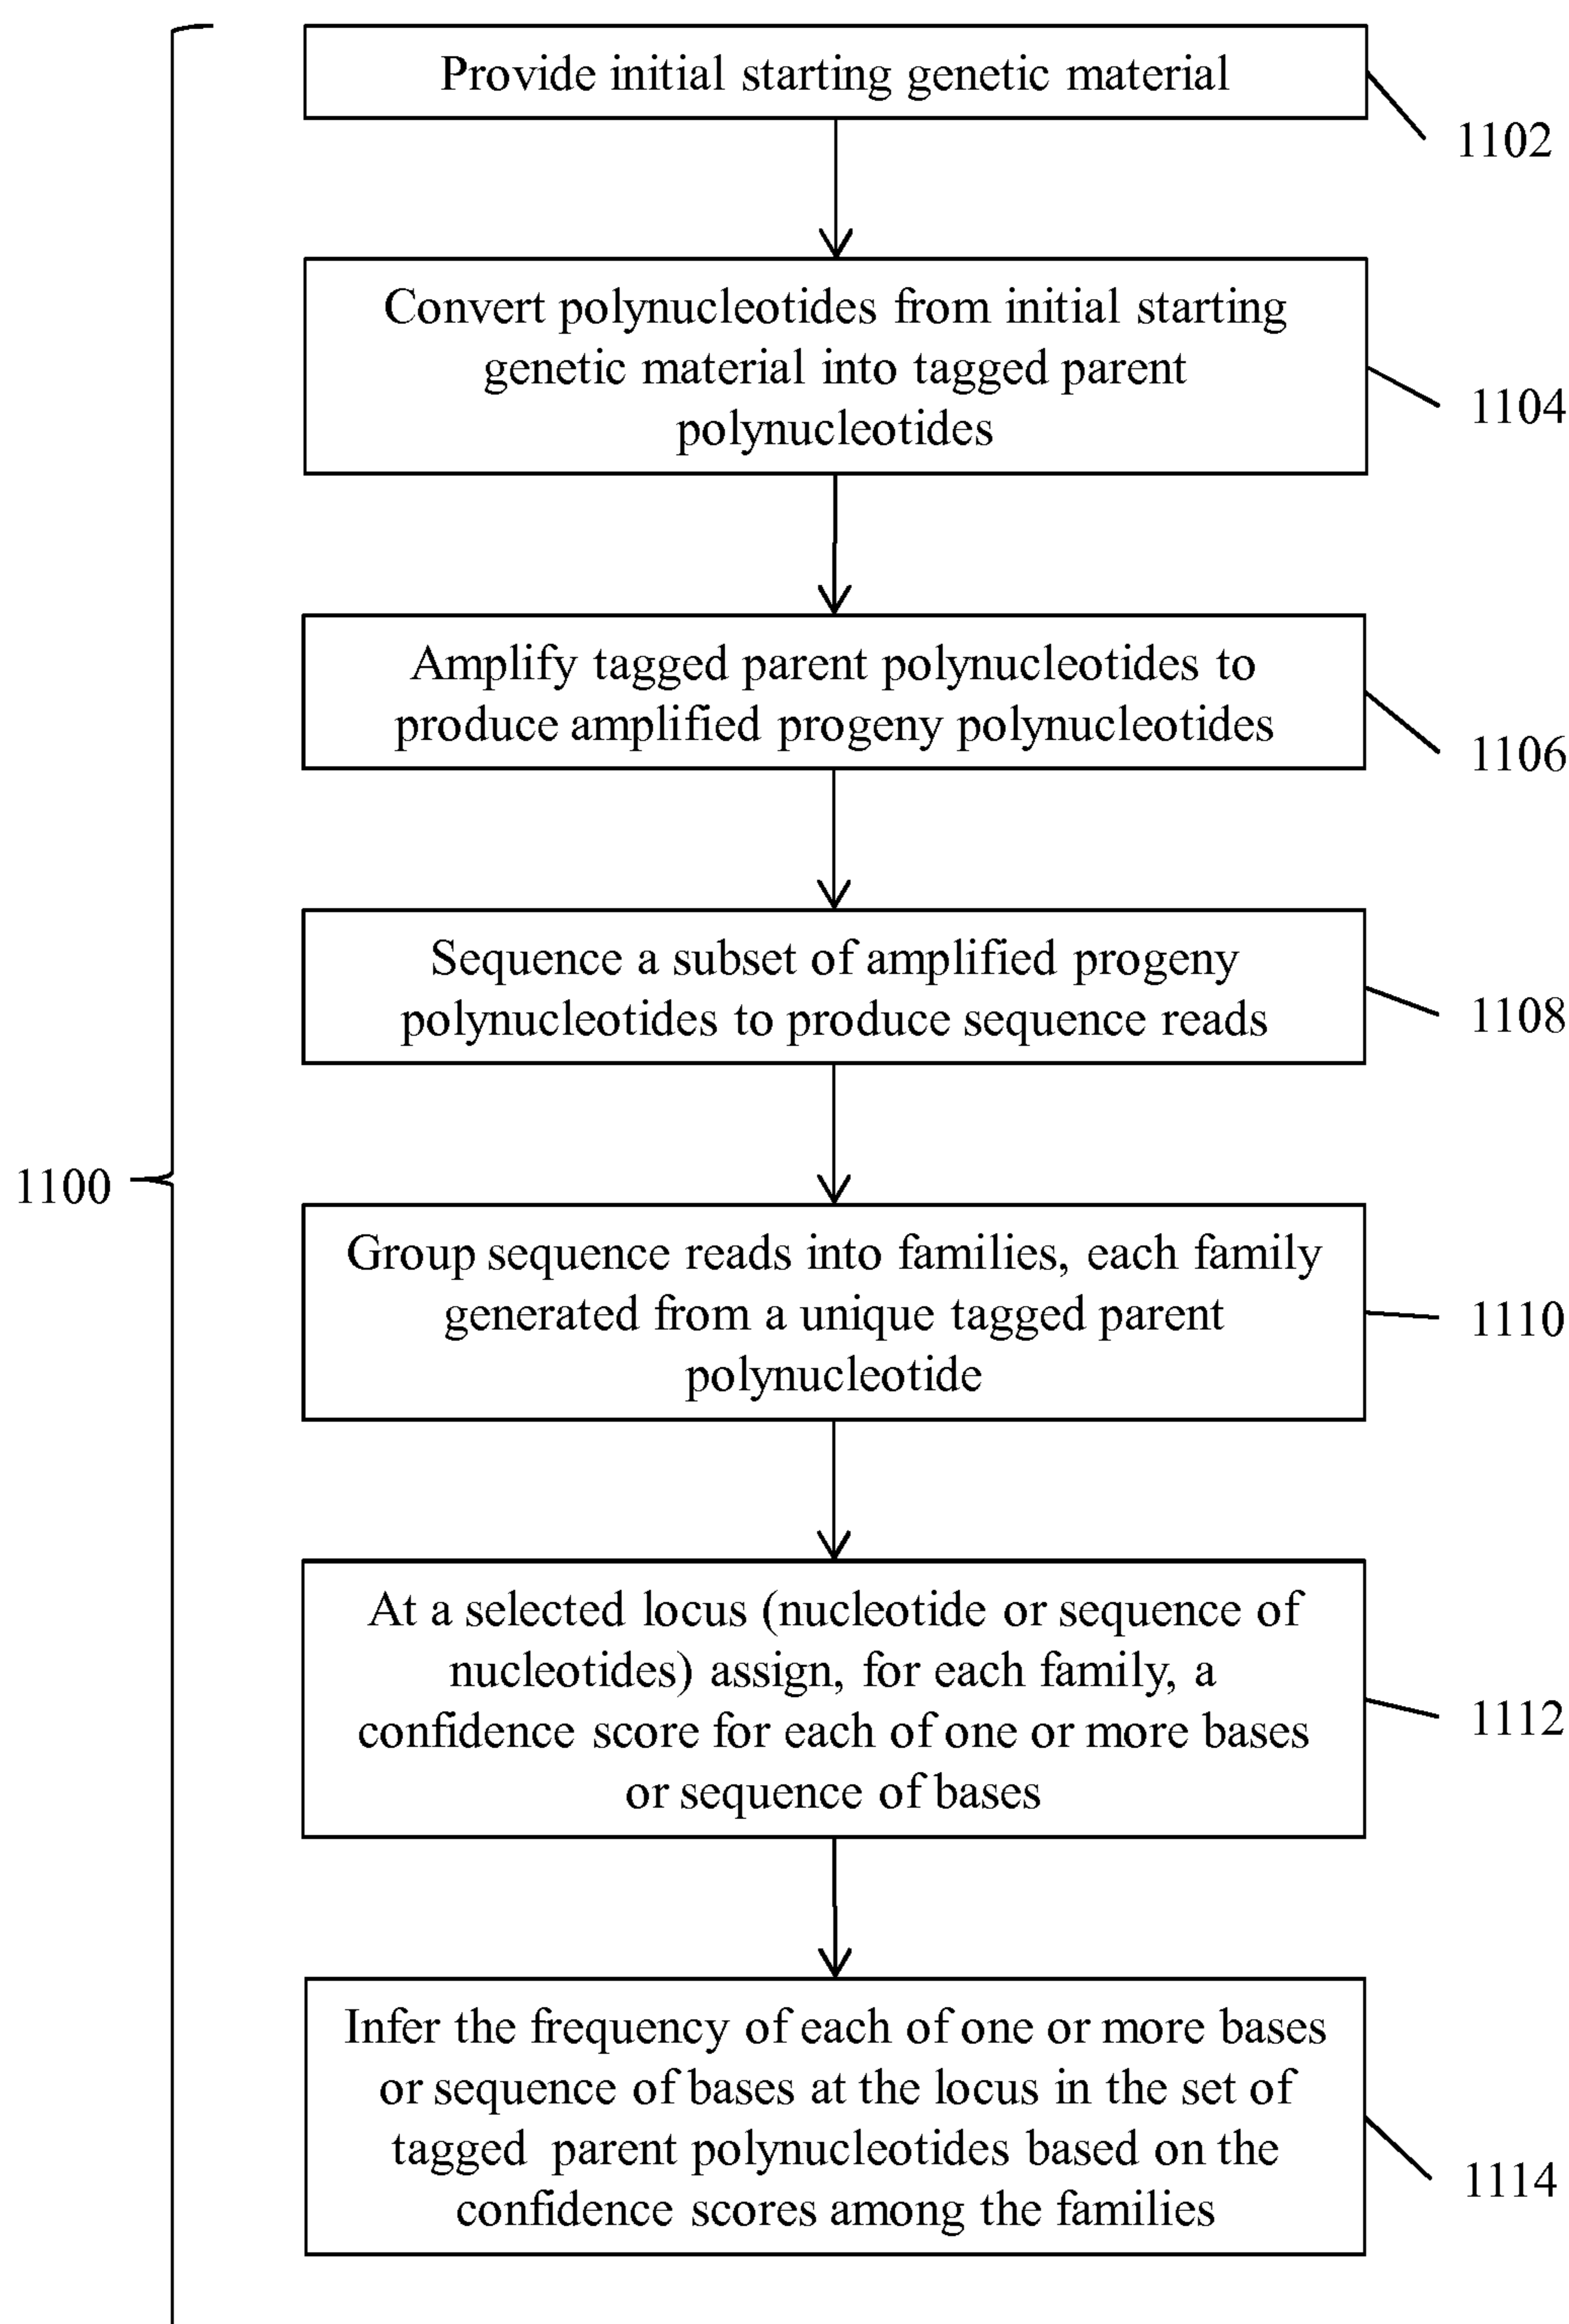 Provide initial starting genetic material
1102
Convert polynucleotides from initial starting
genetic material into tagged parent
polynucleotides
1104
Amplify tagged parent polynucleotides to
produce amplified progeny polynucleotides
1106
Sequence a subset of amplified progeny
polynucleotides to produce sequence reads
1108
1100
Group sequence reads into families, each family
generated from a unique tagged parent
polynucleotide
1110
At a selected locus (nucleotide or sequence of
nucleotides) assign, for each family, a
confidence score for each of one or more bases
or sequence of bases
1112
Infer the frequency of each of one or more bases
or sequence of bases at the locus in the set of
tagged parent polynucleotides based on the
confidence scores among the families
1114